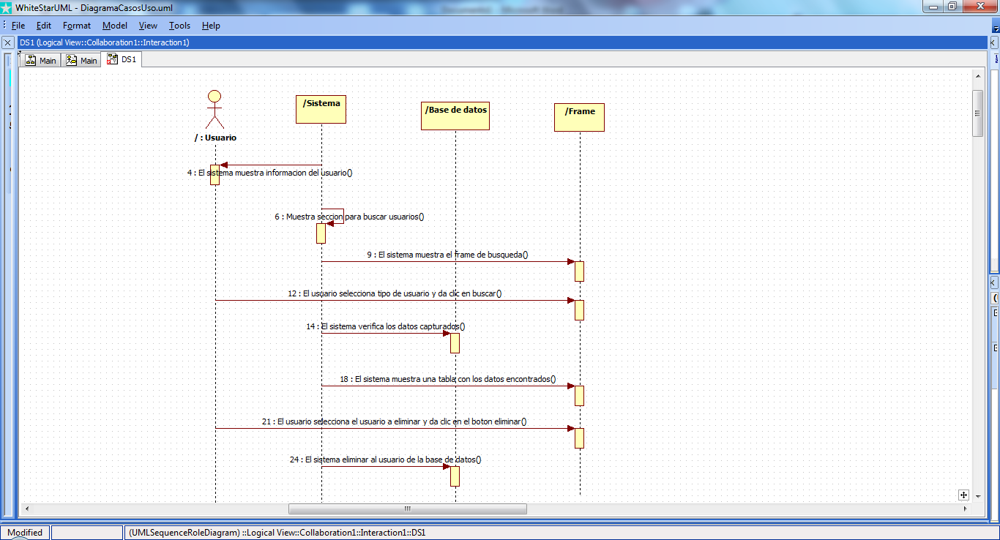 WhiteStarUML - DiagramaCasosUso.uml
File Edit Format Model View Tools Help
DS1 (Logical View::Collaboration1::Interaction1)
Main Main DS1
/Sistema
/Base de datos
/Frame
/ : Usuario
4 : El sistema muestra informacion del usuario()
6 : Muestra seccion para buscar usuarios()
9 : El sistema muestra el frame de busqueda()
12 : El usuario selecciona tipo de usuario y da clic en buscar()
14 : El sistema verifica los datos capturados()
18 : El sistema muestra una tabla con los datos encontrados()
21 : El usuario selecciona el usuario a eliminar y da clic en el boton eliminar()
24 : El sistema eliminar al usuario de la base de datos()
Modified (UMLSequenceRoleDiagram) ::Logical View::Collaboration1::Interaction1::DS1